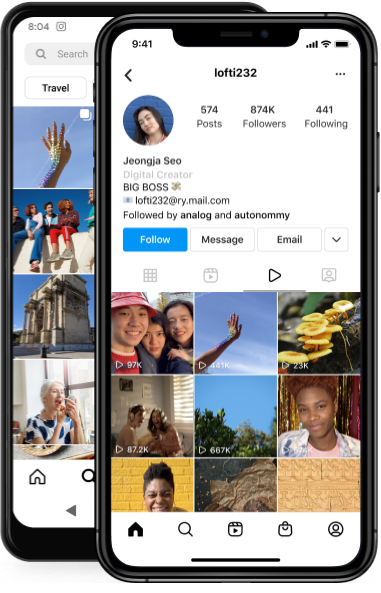 8:04
Search
Travel
9:41
lofti232
574
Posts
874K
Followers
441
Following
Jeongja Seo
Digital Creator
BIG BOSS 💸
📧 lofti232@ry.mail.com
Followed by analog and autonommy
Follow
Message
Email
97K
441K
23K
87.2K
667K